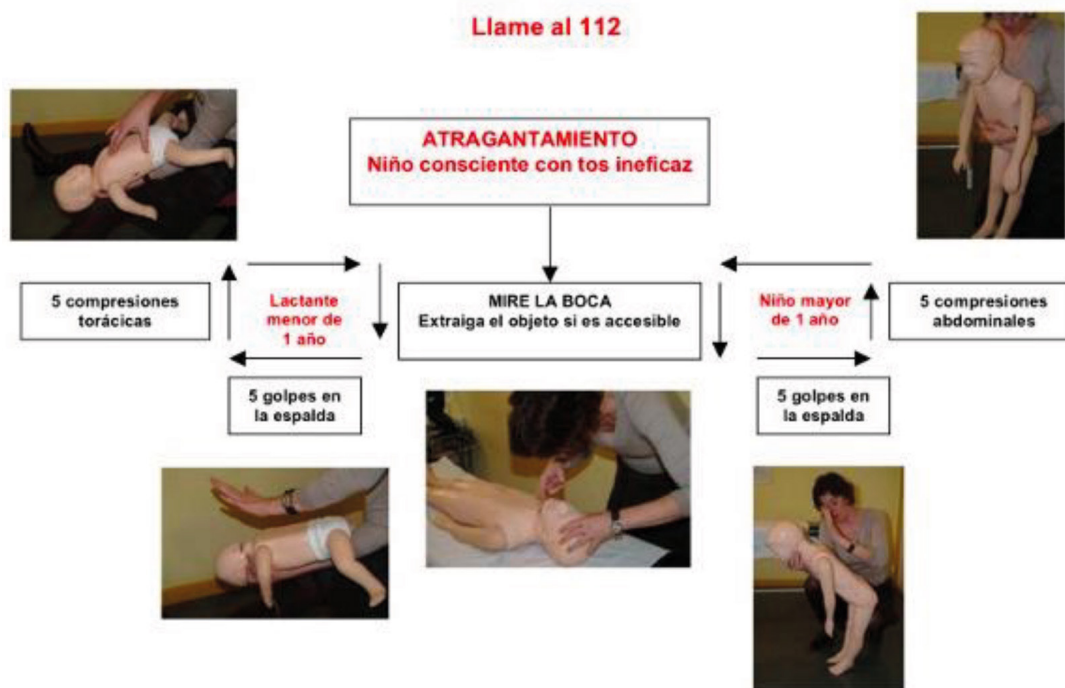 Llame al 112
ATRAGANTAMIENTO
Niño consciente con tos ineficaz
5 compresiones
torácicas
Lactante
menor de
1 año
MIRE LA BOCA
Extraiga el objeto si es accesible
Niño mayor
de 1 año
5 compresiones
abdominales
5 golpes en
la espalda
5 golpes en
la espalda